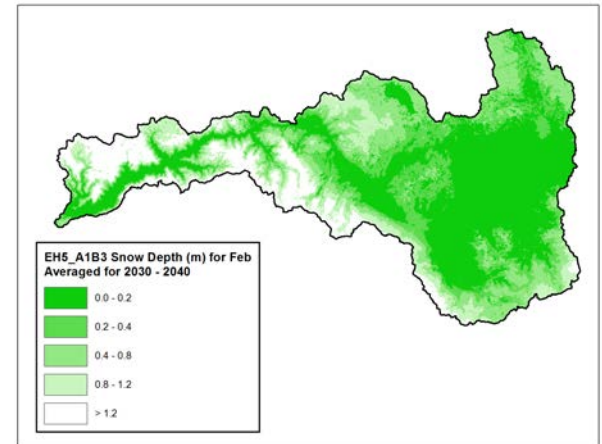 EH5_A1B3 Snow Depth (m) for Feb
Averaged for 2030 - 2040
0.0 - 0.2
0.2 - 0.4
0.4 - 0.8
0.8 - 1.2
> 1.2